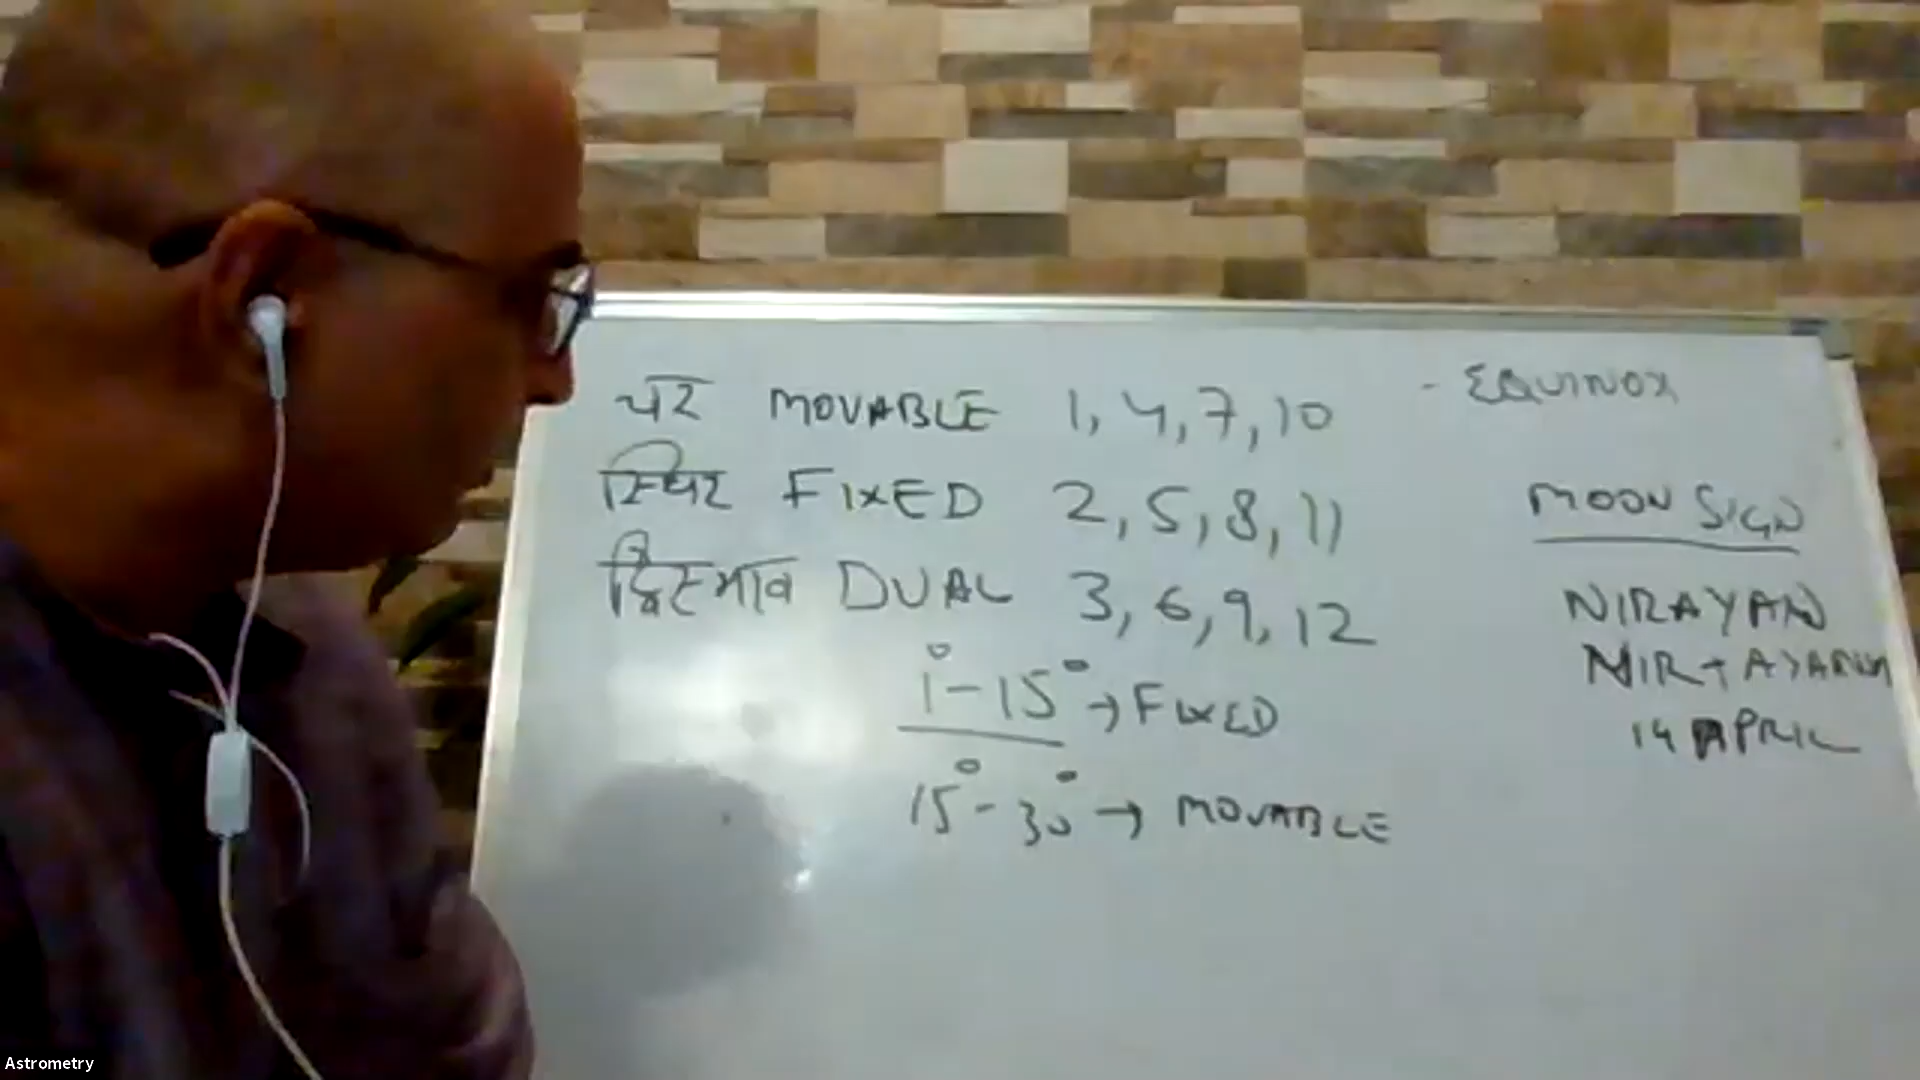 चर MOVABLE 1, 4, 7, 10
स्थिर FIXED 2, 5, 8, 11
द्विस्वभाव DUAL 3, 6, 9, 12
1° - 15° → FIXED
15° - 30° → MOVABLE
- EQUINOX
MOON SIGN
NIRAYAN
NIR + AYANAN
14 APRIL
Astrometry